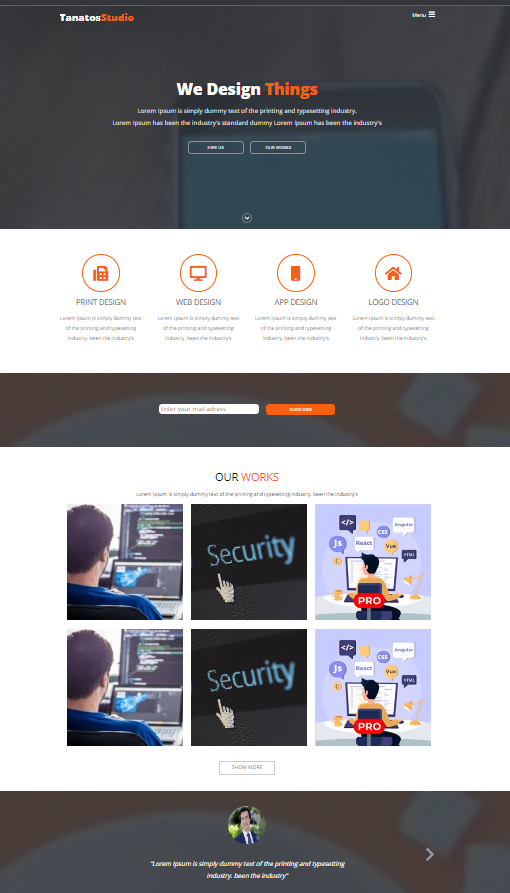 TanatosStudio
Menu
We Design Things
Lorem Ipsum is simply dummy text of the printing and typesetting industry.
Lorem Ipsum has been the industry's standard dummy Lorem Ipsum has been the industry's
HIRE US
OUR WORKS
PRINT DESIGN
Lorem Ipsum is simply dummy text
of the printing and typesetting
industry. been the industry's
WEB DESIGN
Lorem Ipsum is simply dummy text
of the printing and typesetting
industry. been the industry's
APP DESIGN
Lorem Ipsum is simply dummy text
of the printing and typesetting
industry. been the industry's
LOGO DESIGN
Lorem Ipsum is simply dummy text
of the printing and typesetting
industry. been the industry's
Enter your mail adress
SUBSCRIBE
OUR WORKS
Lorem Ipsum is simply dummy text of the printing and typesetting industry. been the industry's
Security
</>
CSS
Angular
Js
React
Vue
HTML
PRO
Security
</>
CSS
Angular
Js
React
Vue
HTML
PRO
SHOW MORE
"Lorem Ipsum is simply dummy text of the printing and typesetting
industry. been the industry"